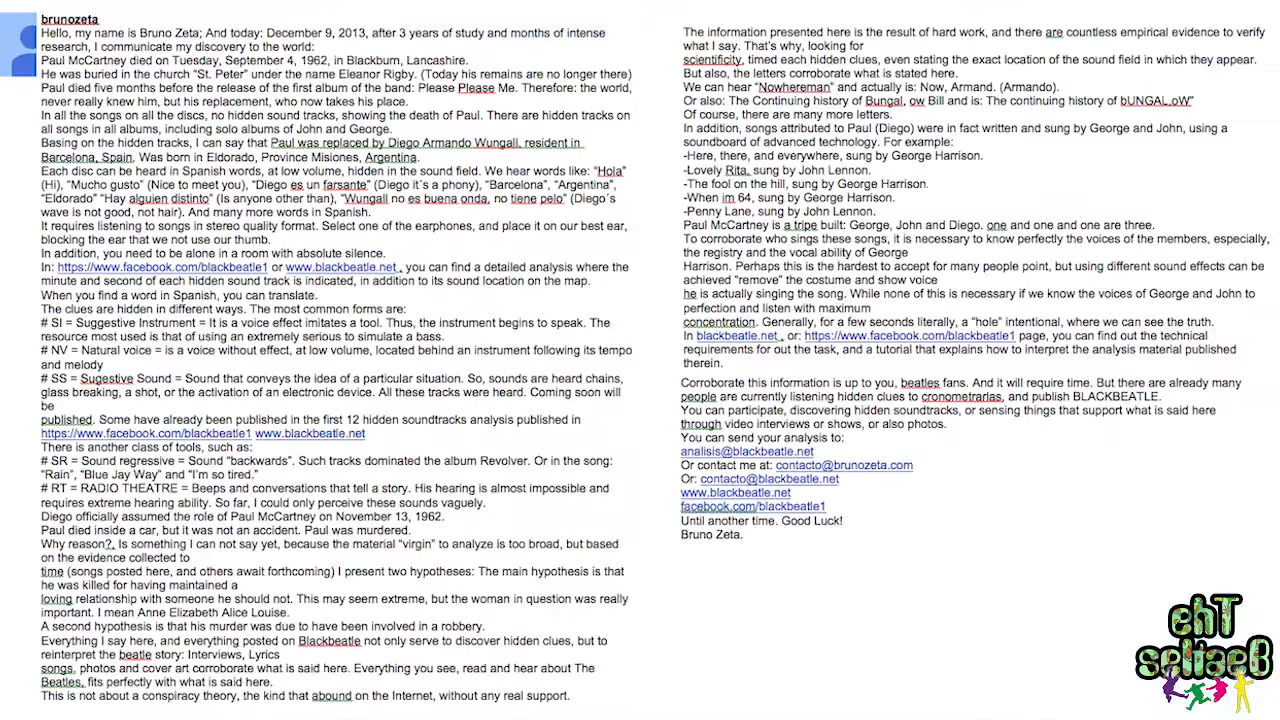 brunozeta
Hello, my name is Bruno Zeta; And today: December 9, 2013, after 3 years of study and months of intense
research, I communicate my discovery to the world:
Paul McCartney died on Tuesday, September 4, 1962, in Blackburn, Lancashire.
He was buried in the church “St. Peter” under the name Eleanor Rigby. (Today his remains are no longer there)
Paul died five months before the release of the first album of the band: Please Please Me. Therefore: the world,
never really knew him, but his replacement, who now takes his place.
In all the songs on all the discs, no hidden sound tracks, showing the death of Paul. There are hidden tracks on
all songs in all albums, including solo albums of John and George.
Basing on the hidden tracks, I can say that Paul was replaced by Diego Armando Wungall, resident in
Barcelona, Spain. Was born in Eldorado, Province Misiones, Argentina.
Each disc can be heard in Spanish words, at low volume, hidden in the sound field. We hear words like: “Hola”
(Hi), “Mucho gusto” (Nice to meet you), “Diego es un farsante” (Diego it´s a phony), “Barcelona”, “Argentina”,
“Eldorado” “Hay alguien distinto” (Is anyone other than), “Wungall no es buena onda, no tiene pelo” (Diego´s
wave is not good, not hair). And many more words in Spanish.
It requires listening to songs in stereo quality format. Select one of the earphones, and place it on our best ear,
blocking the ear that we not use our thumb.
In addition, you need to be alone in a room with absolute silence.
In: https://www.facebook.com/blackbeatle1 or www.blackbeatle.net , you can find a detailed analysis where the
minute and second of each hidden sound track is indicated, in addition to its sound location on the map.
When you find a word in Spanish, you can translate.
The clues are hidden in different ways. The most common forms are:
# SI = Suggestive Instrument = It is a voice effect imitates a tool. Thus, the instrument begins to speak. The
resource most used is that of using an extremely serious to simulate a bass.
# NV = Natural voice = is a voice without effect, at low volume, located behind an instrument following its tempo
and melody
# SS = Sugestive Sound = Sound that conveys the idea of a particular situation. So, sounds are heard chains,
glass breaking, a shot, or the activation of an electronic device. All these tracks were heard. Coming soon will
be
published. Some have already been published in the first 12 hidden soundtracks analysis published in
https://www.facebook.com/blackbeatle1 www.blackbeatle.net
There is another class of tools, such as:
# SR = Sound regressive = Sound “backwards”. Such tracks dominated the album Revolver. Or in the song:
“Rain”, “Blue Jay Way” and “I’m so tired.”
# RT = RADIO THEATRE = Beeps and conversations that tell a story. His hearing is almost impossible and
requires extreme hearing ability. So far, I could only perceive these sounds vaguely.
Diego officially assumed the role of Paul McCartney on November 13, 1962.
Paul died inside a car, but it was not an accident. Paul was murdered.
Why reason?, Is something I can not say yet, because the material “virgin” to analyze is too broad, but based
on the evidence collected to
time (songs posted here, and others await forthcoming) I present two hypotheses: The main hypothesis is that
he was killed for having maintained a
loving relationship with someone he should not. This may seem extreme, but the woman in question was really
important. I mean Anne Elizabeth Alice Louise.
A second hypothesis is that his murder was due to have been involved in a robbery.
Everything I say here, and everything posted on Blackbeatle not only serve to discover hidden clues, but to
reinterpret the beatle story: Interviews, Lyrics
songs, photos and cover art corroborate what is said here. Everything you see, read and hear about The
Beatles, fits perfectly with what is said here.
This is not about a conspiracy theory, the kind that abound on the Internet, without any real support.
The information presented here is the result of hard work, and there are countless empirical evidence to verify
what I say. That’s why, looking for
scientificity, timed each hidden clues, even stating the exact location of the sound field in which they appear.
But also, the letters corroborate what is stated here.
We can hear “Nowhereman” and actually is: Now, Armand. (Armando).
Or also: The Continuing history of Bungal, ow Bill and is: The continuing history of bUNGAL.oW”
Of course, there are many more letters.
In addition, songs attributed to Paul (Diego) were in fact written and sung by George and John, using a
soundboard of advanced technology. For example:
-Here, there, and everywhere, sung by George Harrison.
-Lovely Rita, sung by John Lennon.
-The fool on the hill, sung by George Harrison.
-When im 64, sung by George Harrison.
-Penny Lane, sung by John Lennon.
Paul McCartney is a tripe built: George, John and Diego. one and one and one are three.
To corroborate who sings these songs, it is necessary to know perfectly the voices of the members, especially,
the registry and the vocal ability of George
Harrison. Perhaps this is the hardest to accept for many people point, but using different sound effects can be
achieved “remove” the costume and show voice
he is actually singing the song. While none of this is necessary if we know the voices of George and John to
perfection and listen with maximum
concentration. Generally, for a few seconds literally, a “hole” intentional, where we can see the truth.
In blackbeatle.net , or: https://www.facebook.com/blackbeatle1 page, you can find out the technical
requirements for out the task, and a tutorial that explains how to interpret the analysis material published
therein.
Corroborate this information is up to you, beatles fans. And it will require time. But there are already many
people are currently listening hidden clues to cronometrarlas, and publish BLACKBEATLE.
You can participate, discovering hidden soundtracks, or sensing things that support what is said here
through video interviews or shows, or also photos.
You can send your analysis to:
analisis@blackbeatle.net
Or contact me at: contacto@brunozeta.com
Or: contacto@blackbeatle.net
www.blackbeatle.net
facebook.com/blackbeatle1
Until another time. Good Luck!
Bruno Zeta.
ehT
seltaeB